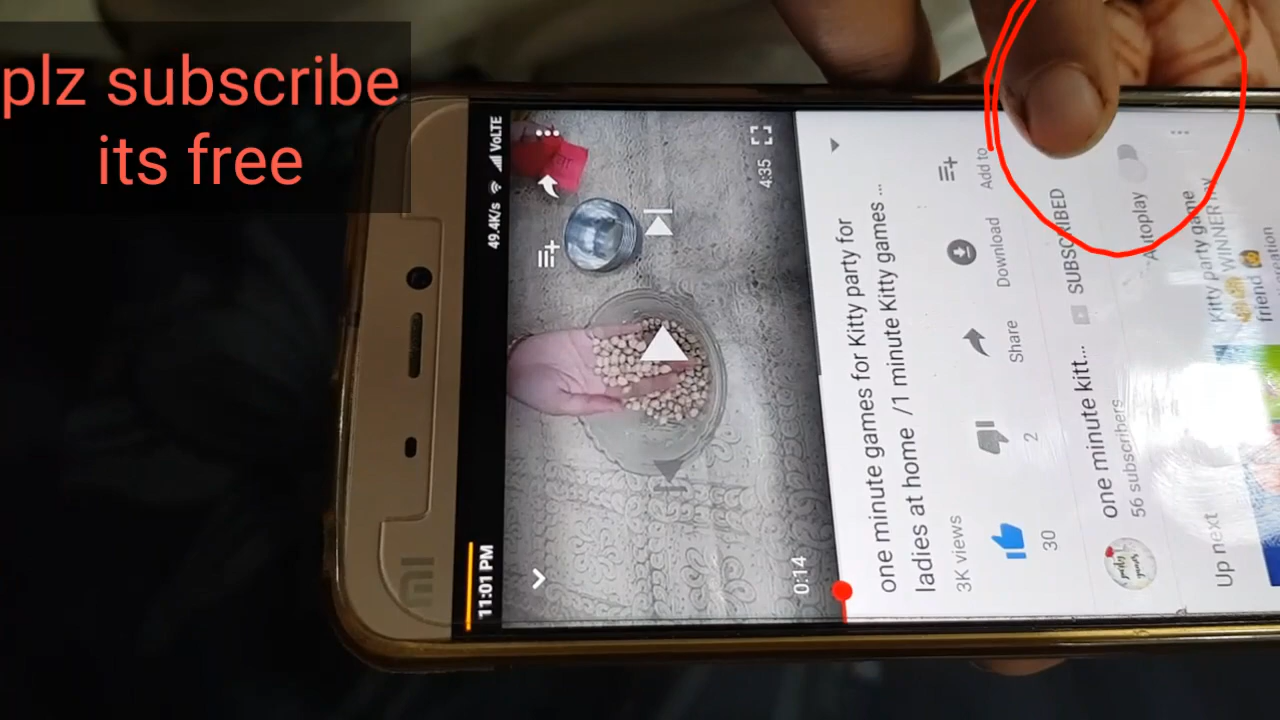 plz subscribe
its free
mi
11:01 PM
49.4K/s
VoLTE
0:14
4:35
one minute games for Kitty party for
ladies at home /1 minute Kitty games ...
3K views
30
2
Share
Download
Add to
one minute kitt...
SUBSCRIBED
56 subscribers
Up next
Autoplay
Kitty party game
WINNER
friend